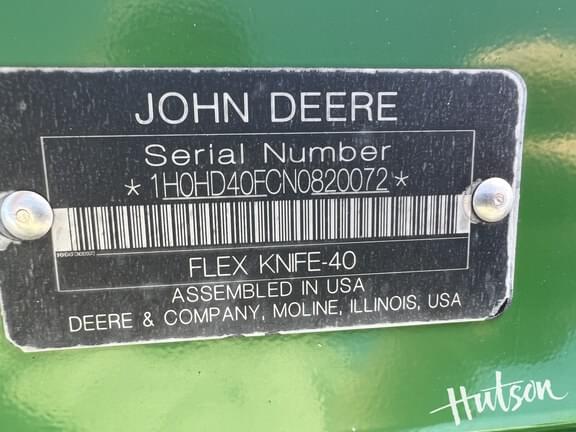 JOHN DEERE
Serial Number
*1H0HD40FCN0820072*
FLEX KNIFE-40
ASSEMBLED IN USA
DEERE & COMPANY, MOLINE, ILLINOIS, USA
Hutson